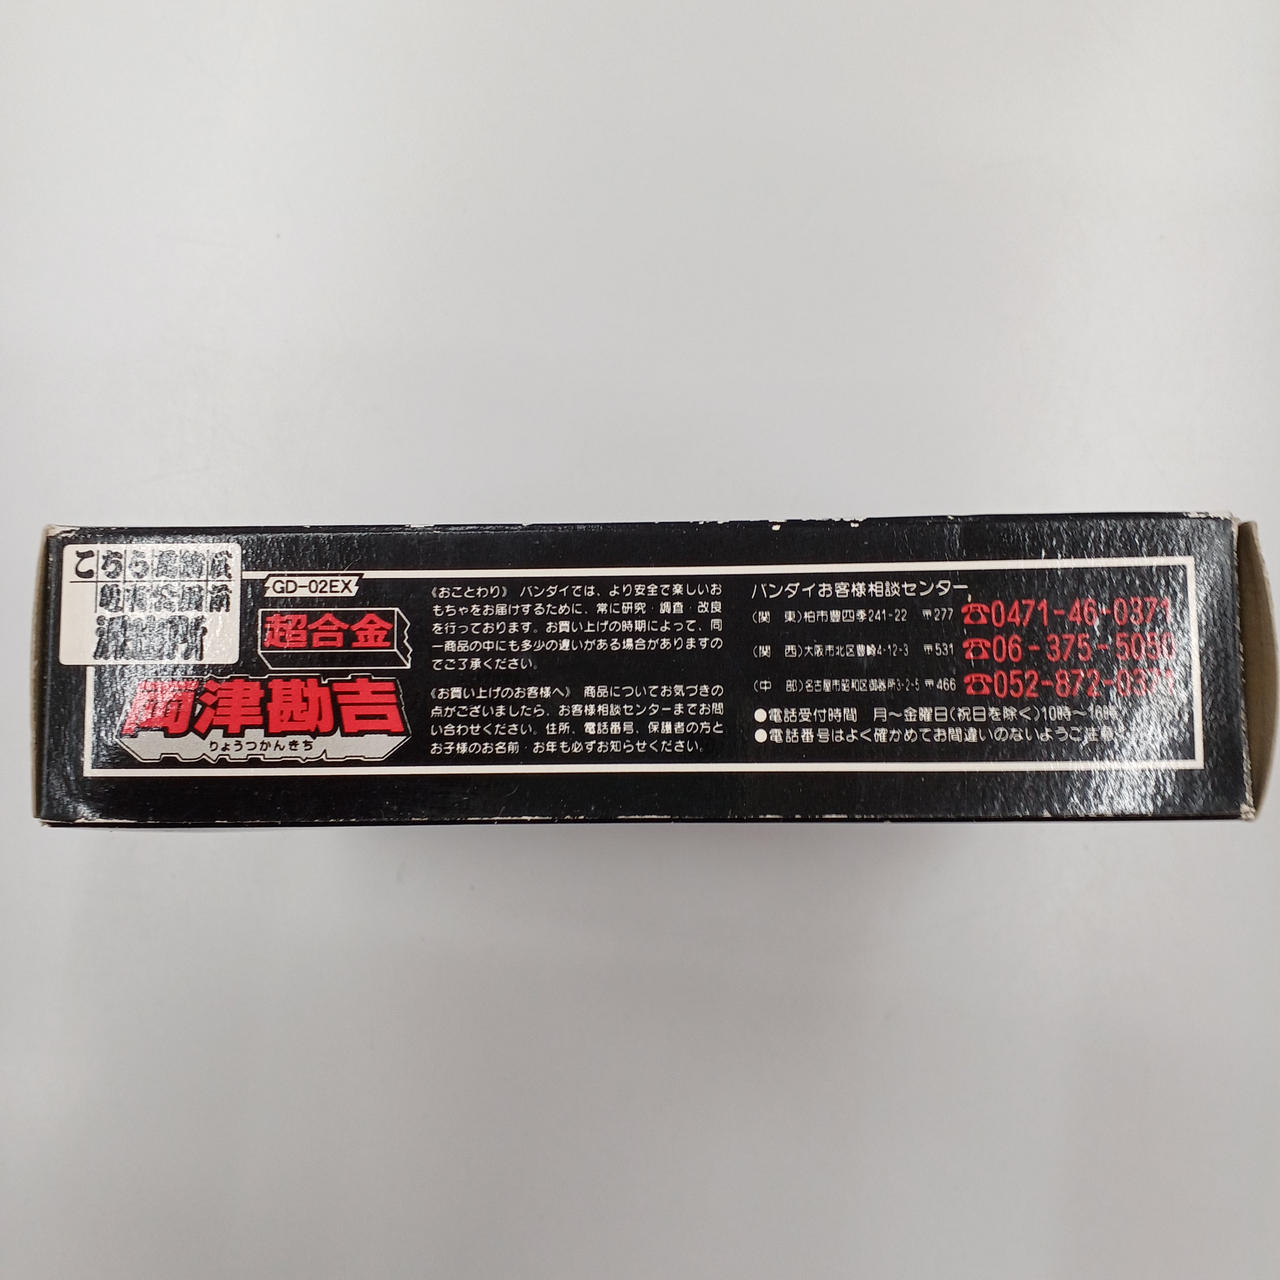 こちら葛飾区
亀有公園前
派出所
GD-02EX
超合金
両津勘吉
りょうつかんきち
《おことわり》 バンダイでは、より安全で楽しいお
もちゃをお届けするために、常に研究・調査・改良
を行っております。お買い上げの時期によって、同
一商品の中にも多少の違いがある場合がありますの
でご了承ください。
《お買い上げのお客様へ》 商品についてお気づきの
点がございましたら、お客様相談センターまでお問
い合わせください。住所、電話番号、保護者の方と
お子様のお名前・お年も必ずお知らせください。
バンダイお客様相談センター
(関 東)柏市豊四季241-22 〒277 ☎0471-46-0371
(関 西)大阪市北区豊崎4-12-3 〒531 ☎06-375-5050
(中 部)名古屋市昭和区御器所3-2-5 〒466 ☎052-872-0371
●電話受付時間 月〜金曜日(祝日を除く)10時〜16時
●電話番号はよく確かめてお間違いのないようご注意く